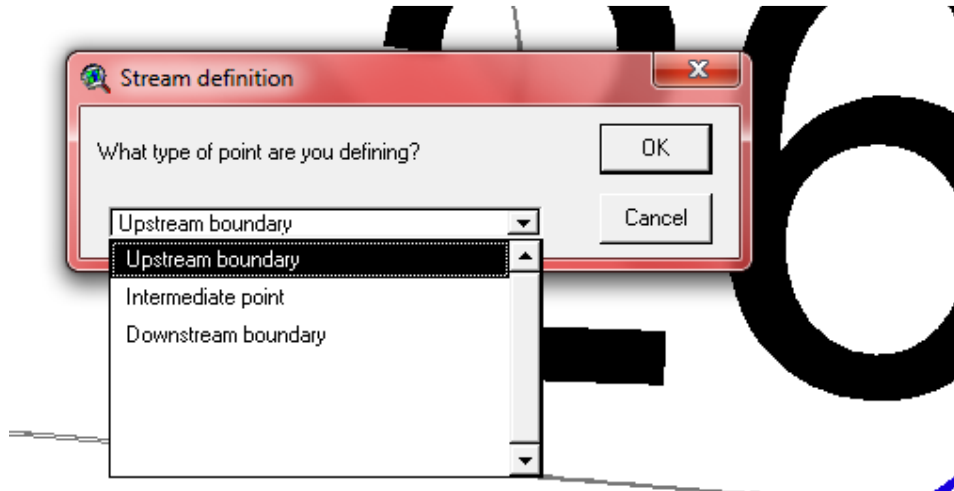 Stream definition
What type of point are you defining?
OK
Upstream boundary
Cancel
Upstream boundary
Intermediate point
Downstream boundary